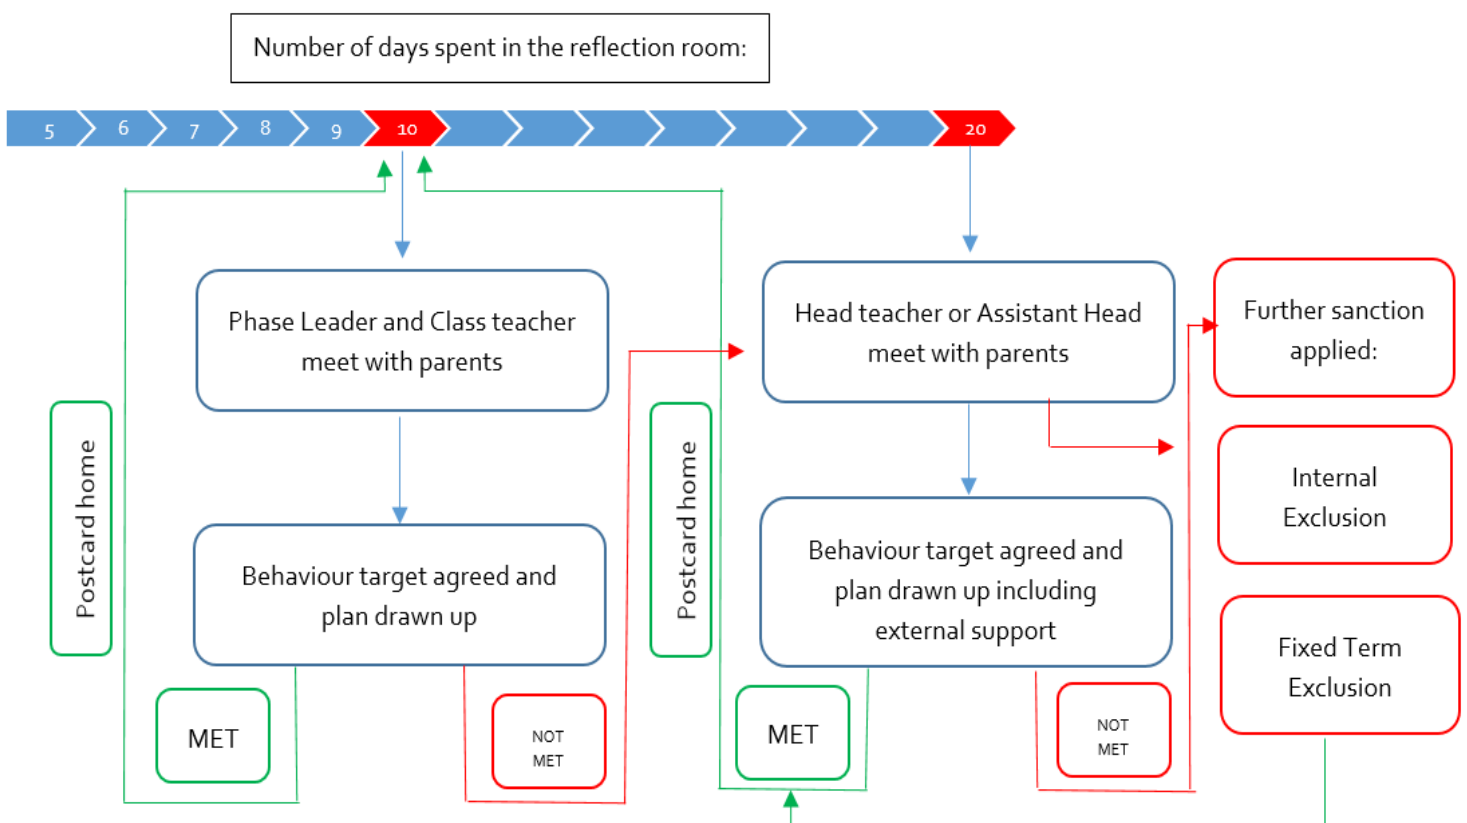 Number of days spent in the reflection room:
5 6 7 8 9 10 20
Phase Leader and Class teacher
meet with parents
Head teacher or Assistant Head
meet with parents
Further sanction
applied:
Postcard home
Postcard home
Internal
Exclusion
Behaviour target agreed and
plan drawn up
Behaviour target agreed and
plan drawn up including
external support
Fixed Term
Exclusion
MET
NOT
MET
MET
NOT
MET